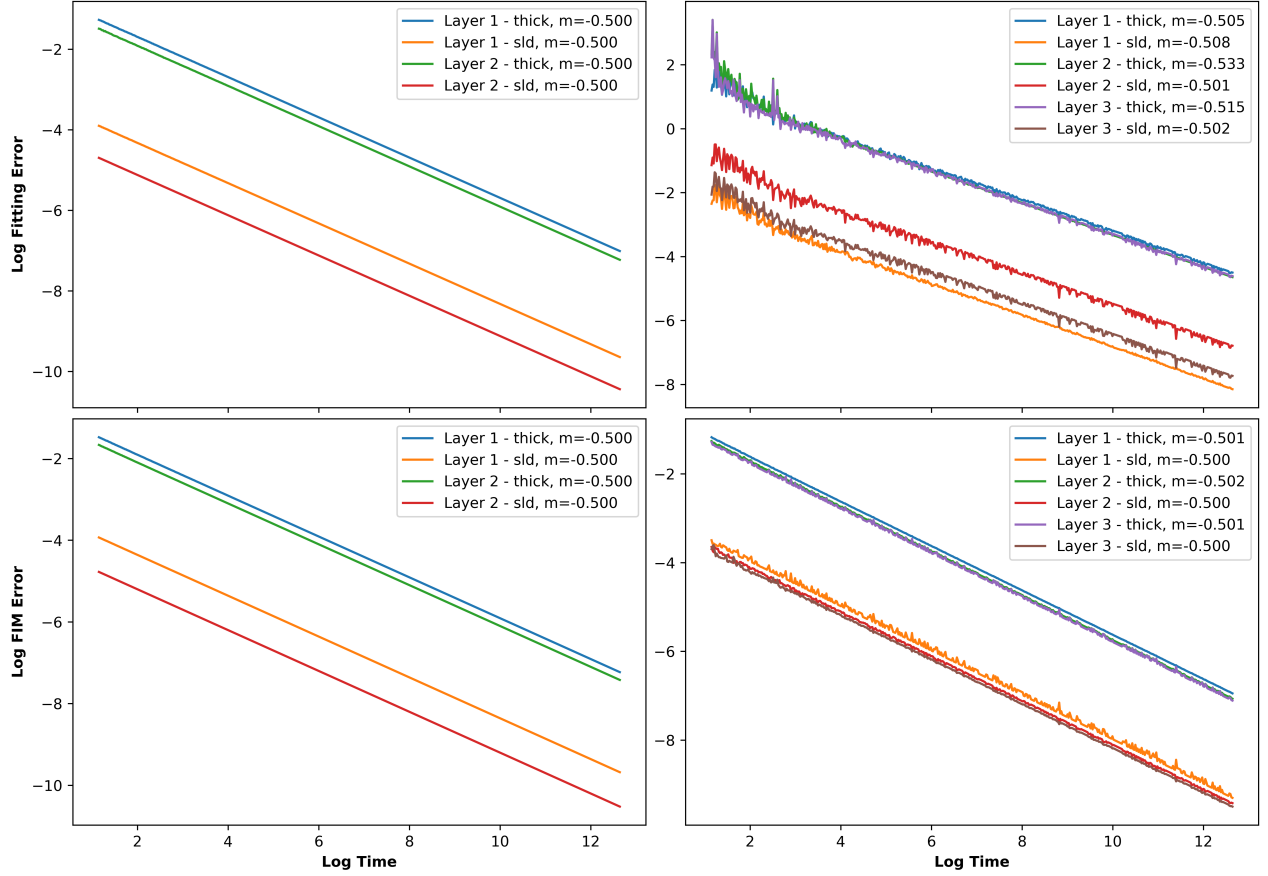 Log Fitting Error
−2
−4
−6
−8
−10
Layer 1 - thick, m=-0.500
Layer 1 - sld, m=-0.500
Layer 2 - thick, m=-0.500
Layer 2 - sld, m=-0.500
2
0
−2
−4
−6
−8
Layer 1 - thick, m=-0.505
Layer 1 - sld, m=-0.508
Layer 2 - thick, m=-0.533
Layer 2 - sld, m=-0.501
Layer 3 - thick, m=-0.515
Layer 3 - sld, m=-0.502
Log FIM Error
−2
−4
−6
−8
−10
Layer 1 - thick, m=-0.500
Layer 1 - sld, m=-0.500
Layer 2 - thick, m=-0.500
Layer 2 - sld, m=-0.500
2 4 6 8 10 12
Log Time
−2
−4
−6
−8
Layer 1 - thick, m=-0.501
Layer 1 - sld, m=-0.500
Layer 2 - thick, m=-0.502
Layer 2 - sld, m=-0.500
Layer 3 - thick, m=-0.501
Layer 3 - sld, m=-0.500
2 4 6 8 10 12
Log Time